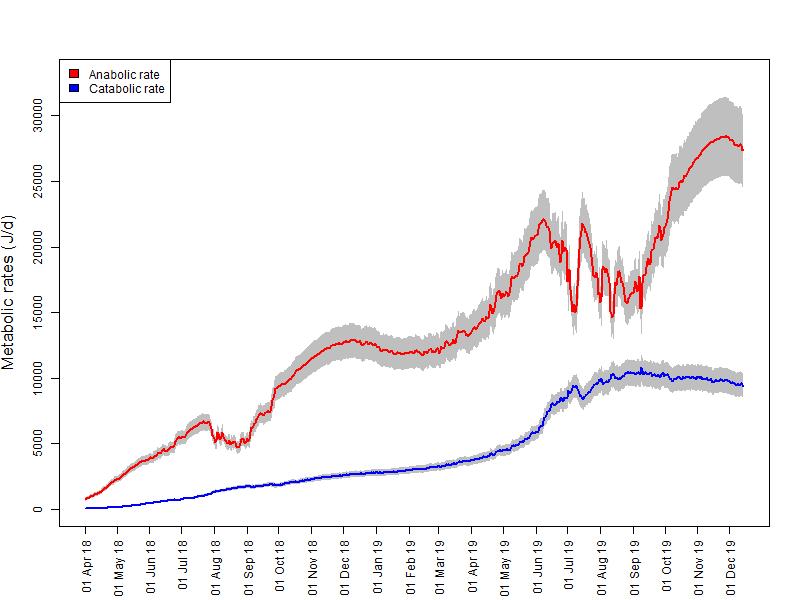 Anabolic rate
Catabolic rate
Metabolic rates (J/d)
30000
25000
20000
15000
10000
5000
0
01 Apr 18
01 May 18
01 Jun 18
01 Jul 18
01 Aug 18
01 Sep 18
01 Oct 18
01 Nov 18
01 Dec 18
01 Jan 19
01 Feb 19
01 Mar 19
01 Apr 19
01 May 19
01 Jun 19
01 Jul 19
01 Aug 19
01 Sep 19
01 Oct 19
01 Nov 19
01 Dec 19